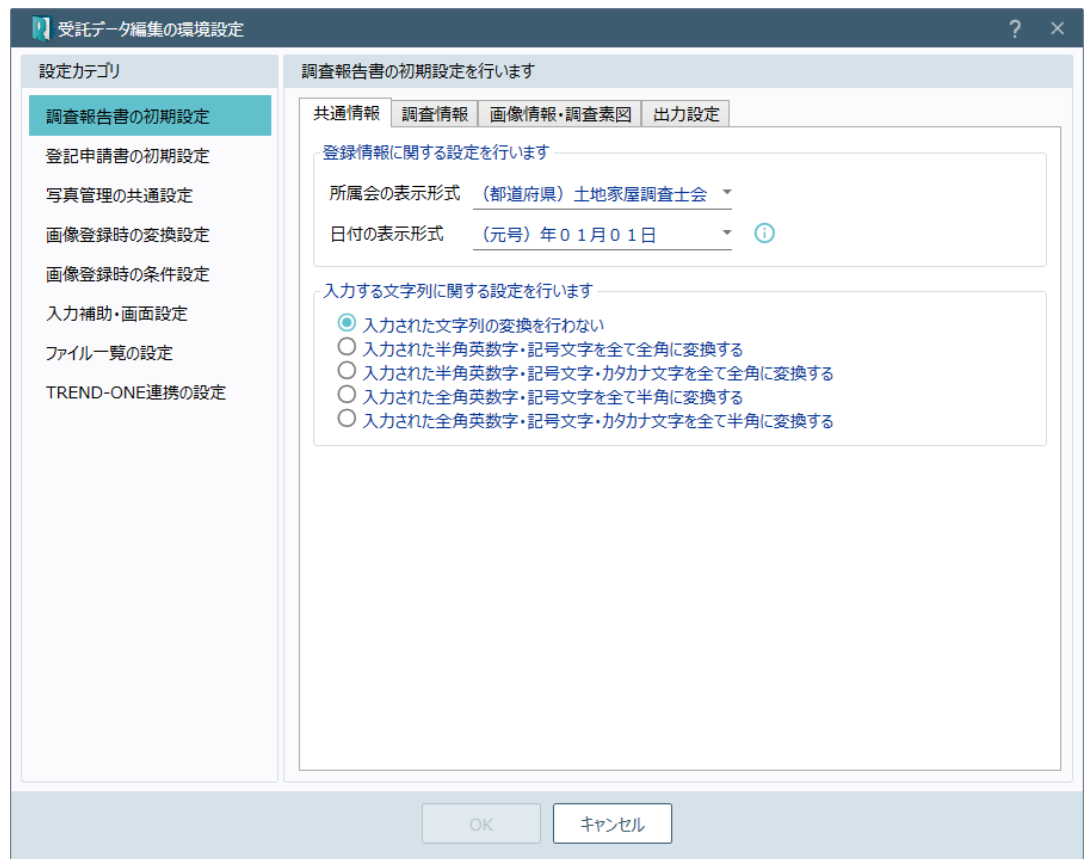 受託データ編集の環境設定
?
×
設定カテゴリ
調査報告書の初期設定
登記申請書の初期設定
写真管理の共通設定
画像登録時の変換設定
画像登録時の条件設定
入力補助・画面設定
ファイル一覧の設定
TREND-ONE連携の設定
調査報告書の初期設定を行います
共通情報 調査情報 画像情報・調査素図 出力設定
登録情報に関する設定を行います
所属会の表示形式 （都道府県）土地家屋調査士会
日付の表示形式 （元号）年０１月０１日
入力する文字列に関する設定を行います
入力された文字列の変換を行わない
入力された半角英数字・記号文字を全て全角に変換する
入力された半角英数字・記号文字・カタカナ文字を全て全角に変換する
入力された全角英数字・記号文字を全て半角に変換する
入力された全角英数字・記号文字・カタカナ文字を全て半角に変換する
OK キャンセル